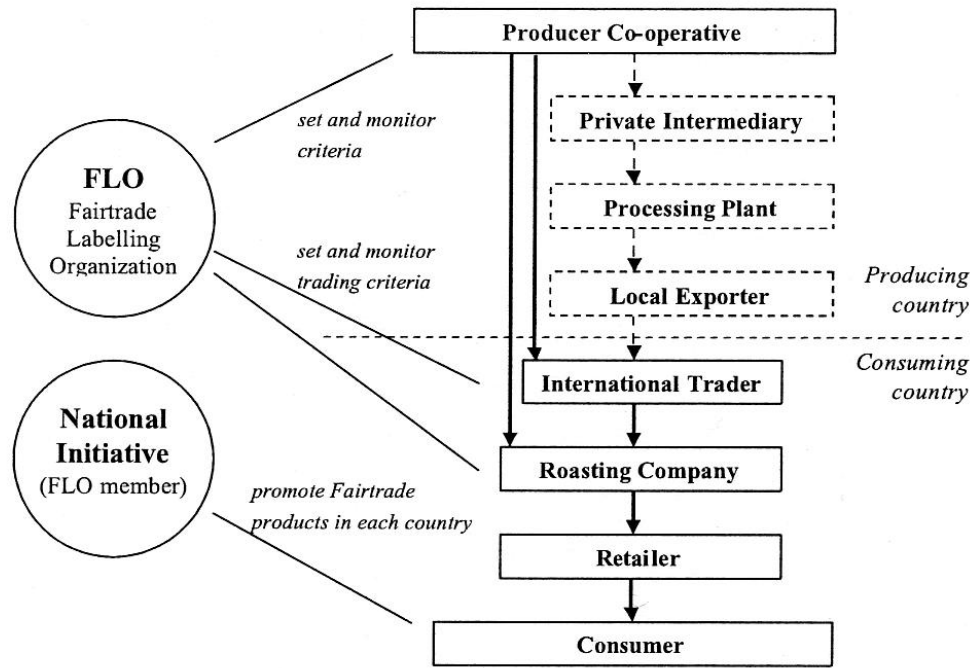 Producer Co-operative
set and monitor
criteria
Private Intermediary
FLO
Fairtrade
Labelling
Organization
Processing Plant
set and monitor
trading criteria
Local Exporter
Producing
country
Consuming
country
International Trader
National
Initiative
(FLO member)
Roasting Company
promote Fairtrade
products in each country
Retailer
Consumer